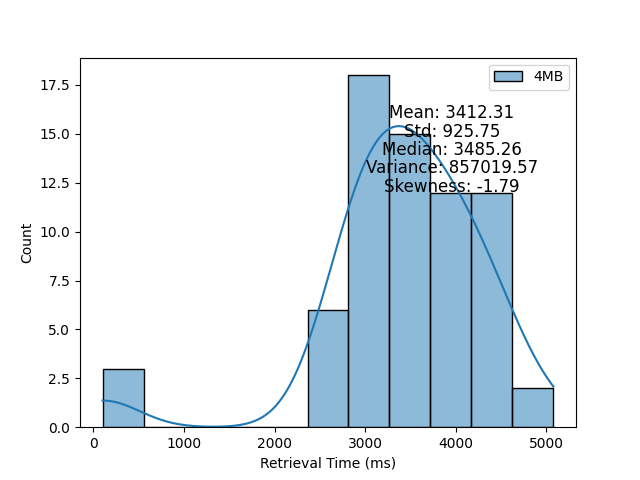 4MB
Mean: 3412.31
Std: 925.75
Median: 3485.26
Variance: 857019.57
Skewness: -1.79
17.5
15.0
12.5
10.0
7.5
5.0
2.5
0.0
Count
0 1000 2000 3000 4000 5000
Retrieval Time (ms)